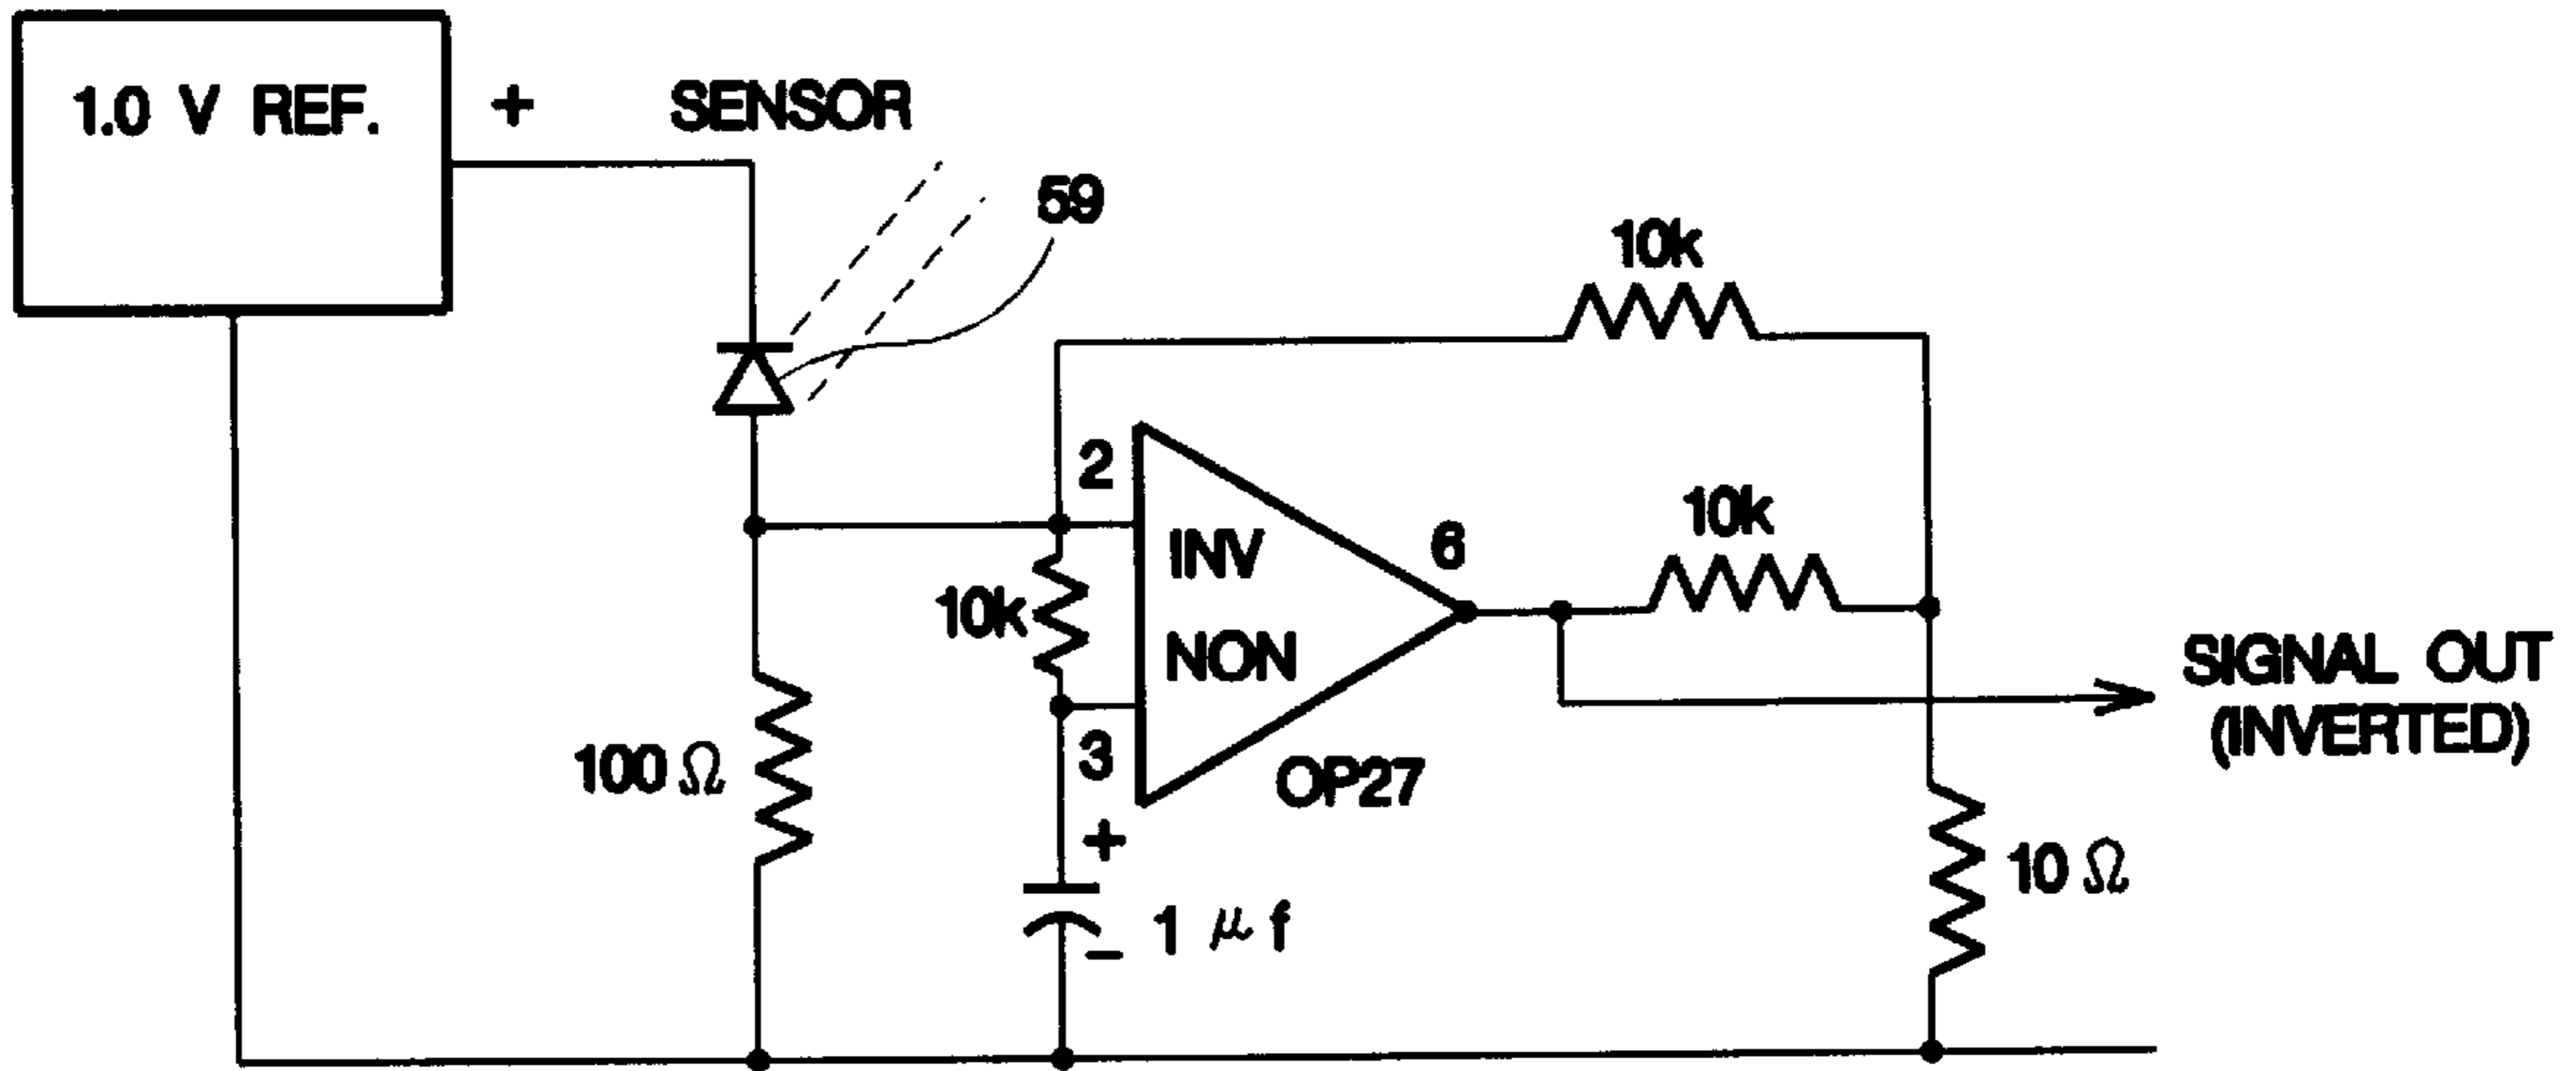 1.0 V REF.
+
SENSOR
59
10k
2
INV
6
10k
10k
NON
SIGNAL OUT
(INVERTED)
100 Ω
3
OP27
+
1 μ f
-
10 Ω